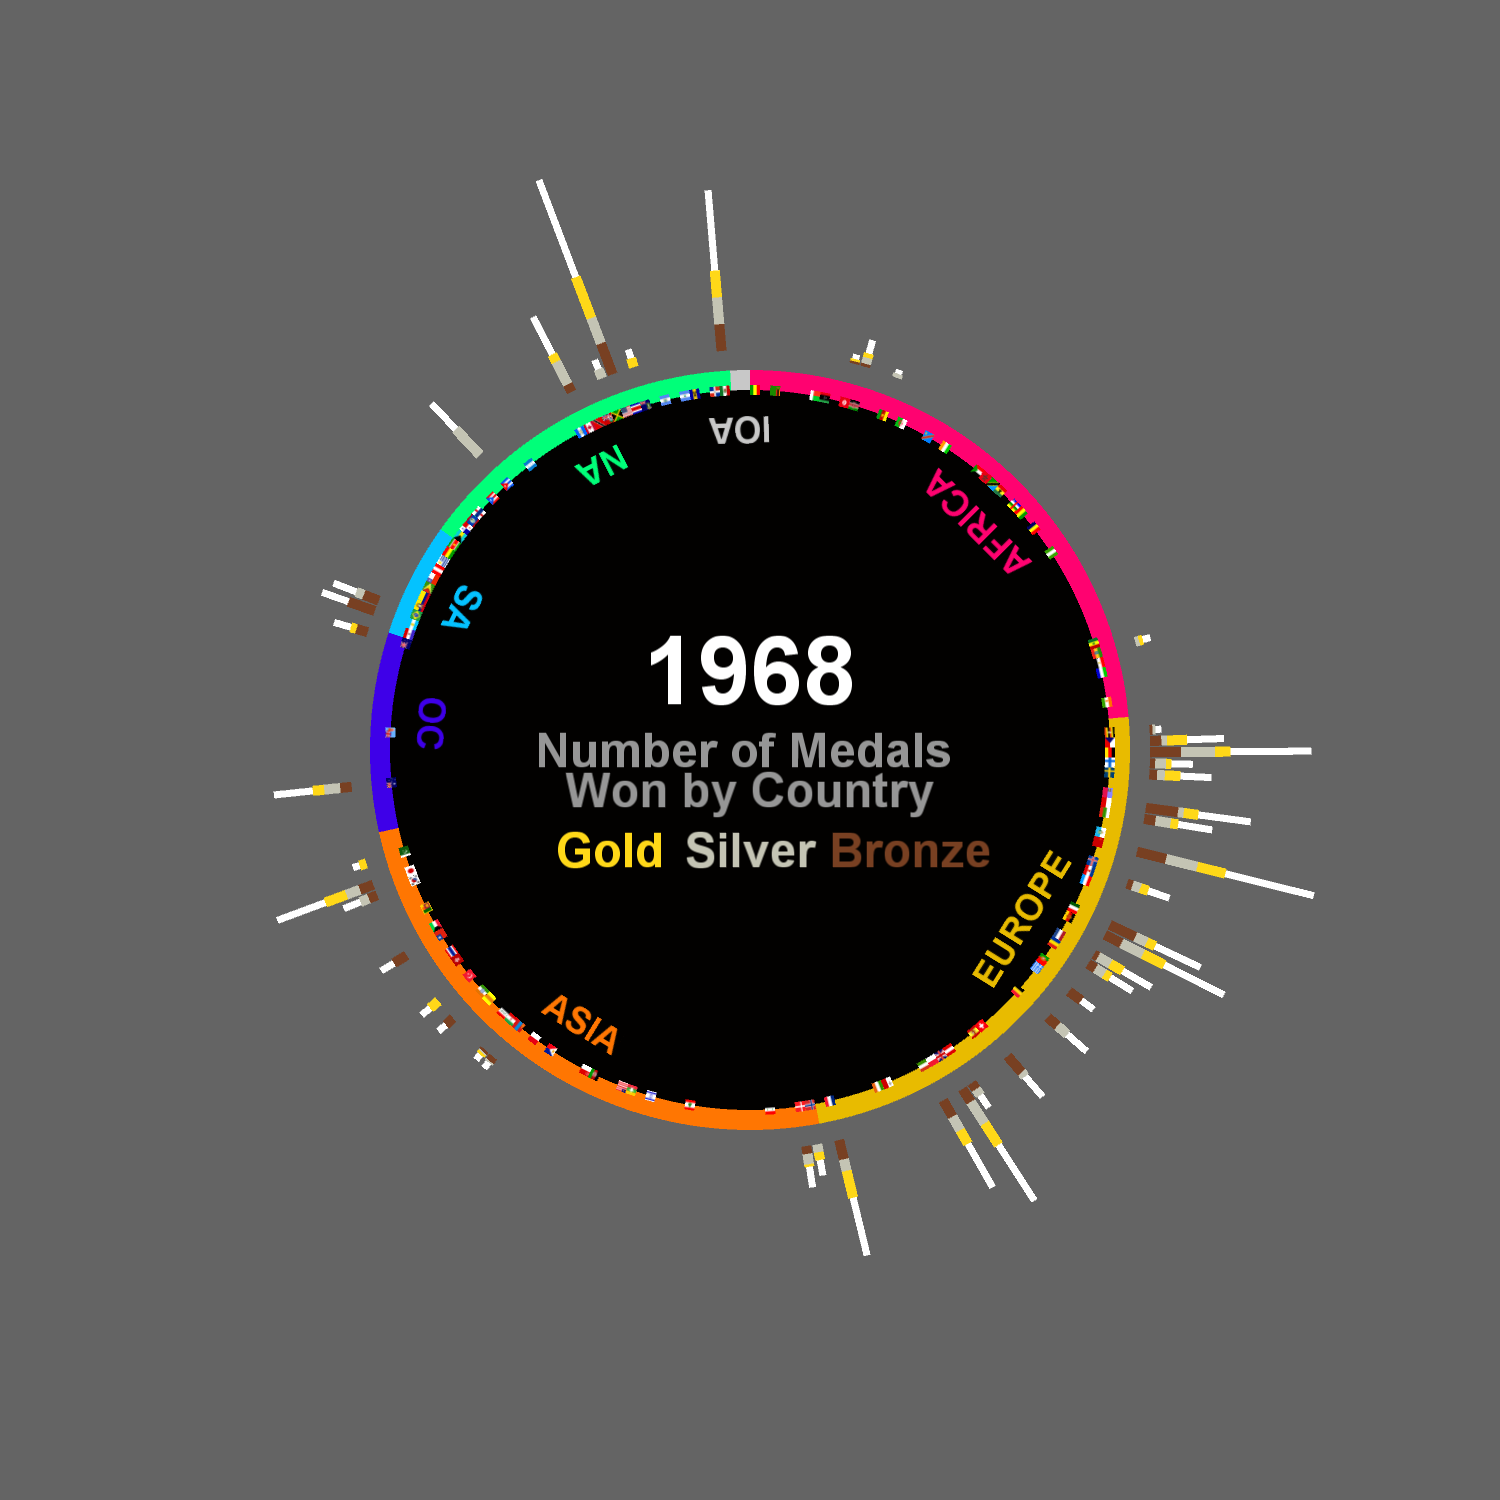 IOA
NA
AFRICA
SA
1968
OC
Number of Medals
Won by Country
Gold Silver Bronze
EUROPE
ASIA